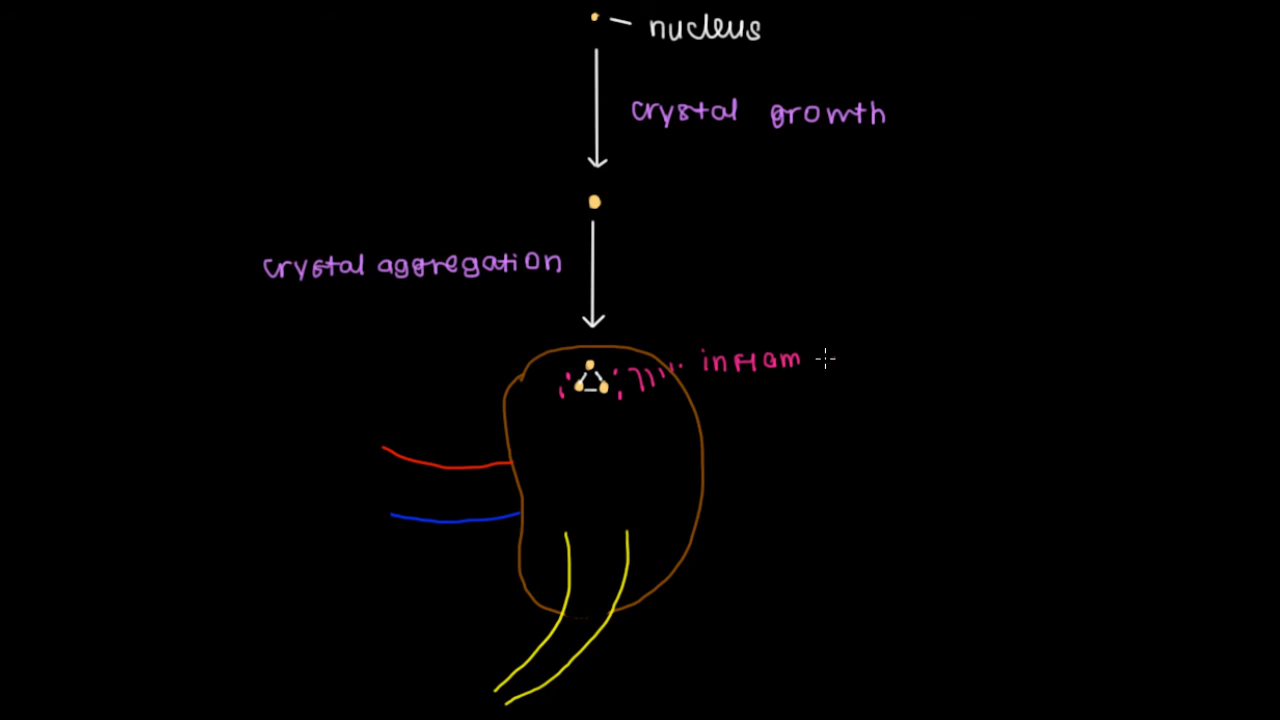 nucleus
crystal growth
crystal aggregation
inflam